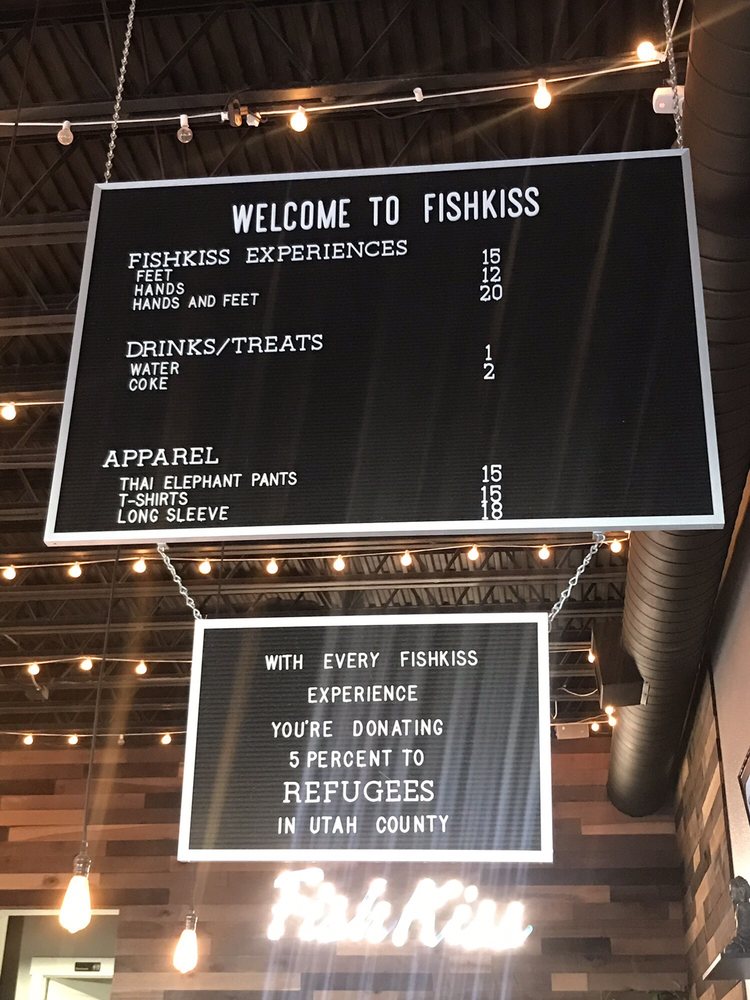 WELCOME TO FISHKISS
FISHKISS EXPERIENCES
FEET 15
HANDS 12
HANDS AND FEET 20
DRINKS/TREATS
WATER 1
COKE 2
APPAREL
THAI ELEPHANT PANTS 15
T-SHIRTS 15
LONG SLEEVE 18
WITH EVERY FISHKISS
EXPERIENCE
YOU'RE DONATING
5 PERCENT TO
REFUGEES
IN UTAH COUNTY
Fish Kiss